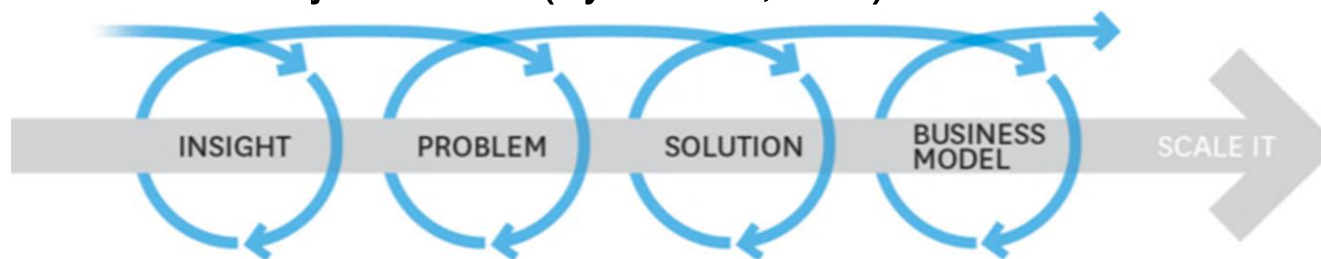 INSIGHT
PROBLEM
SOLUTION
BUSINESS
MODEL
SCALE IT